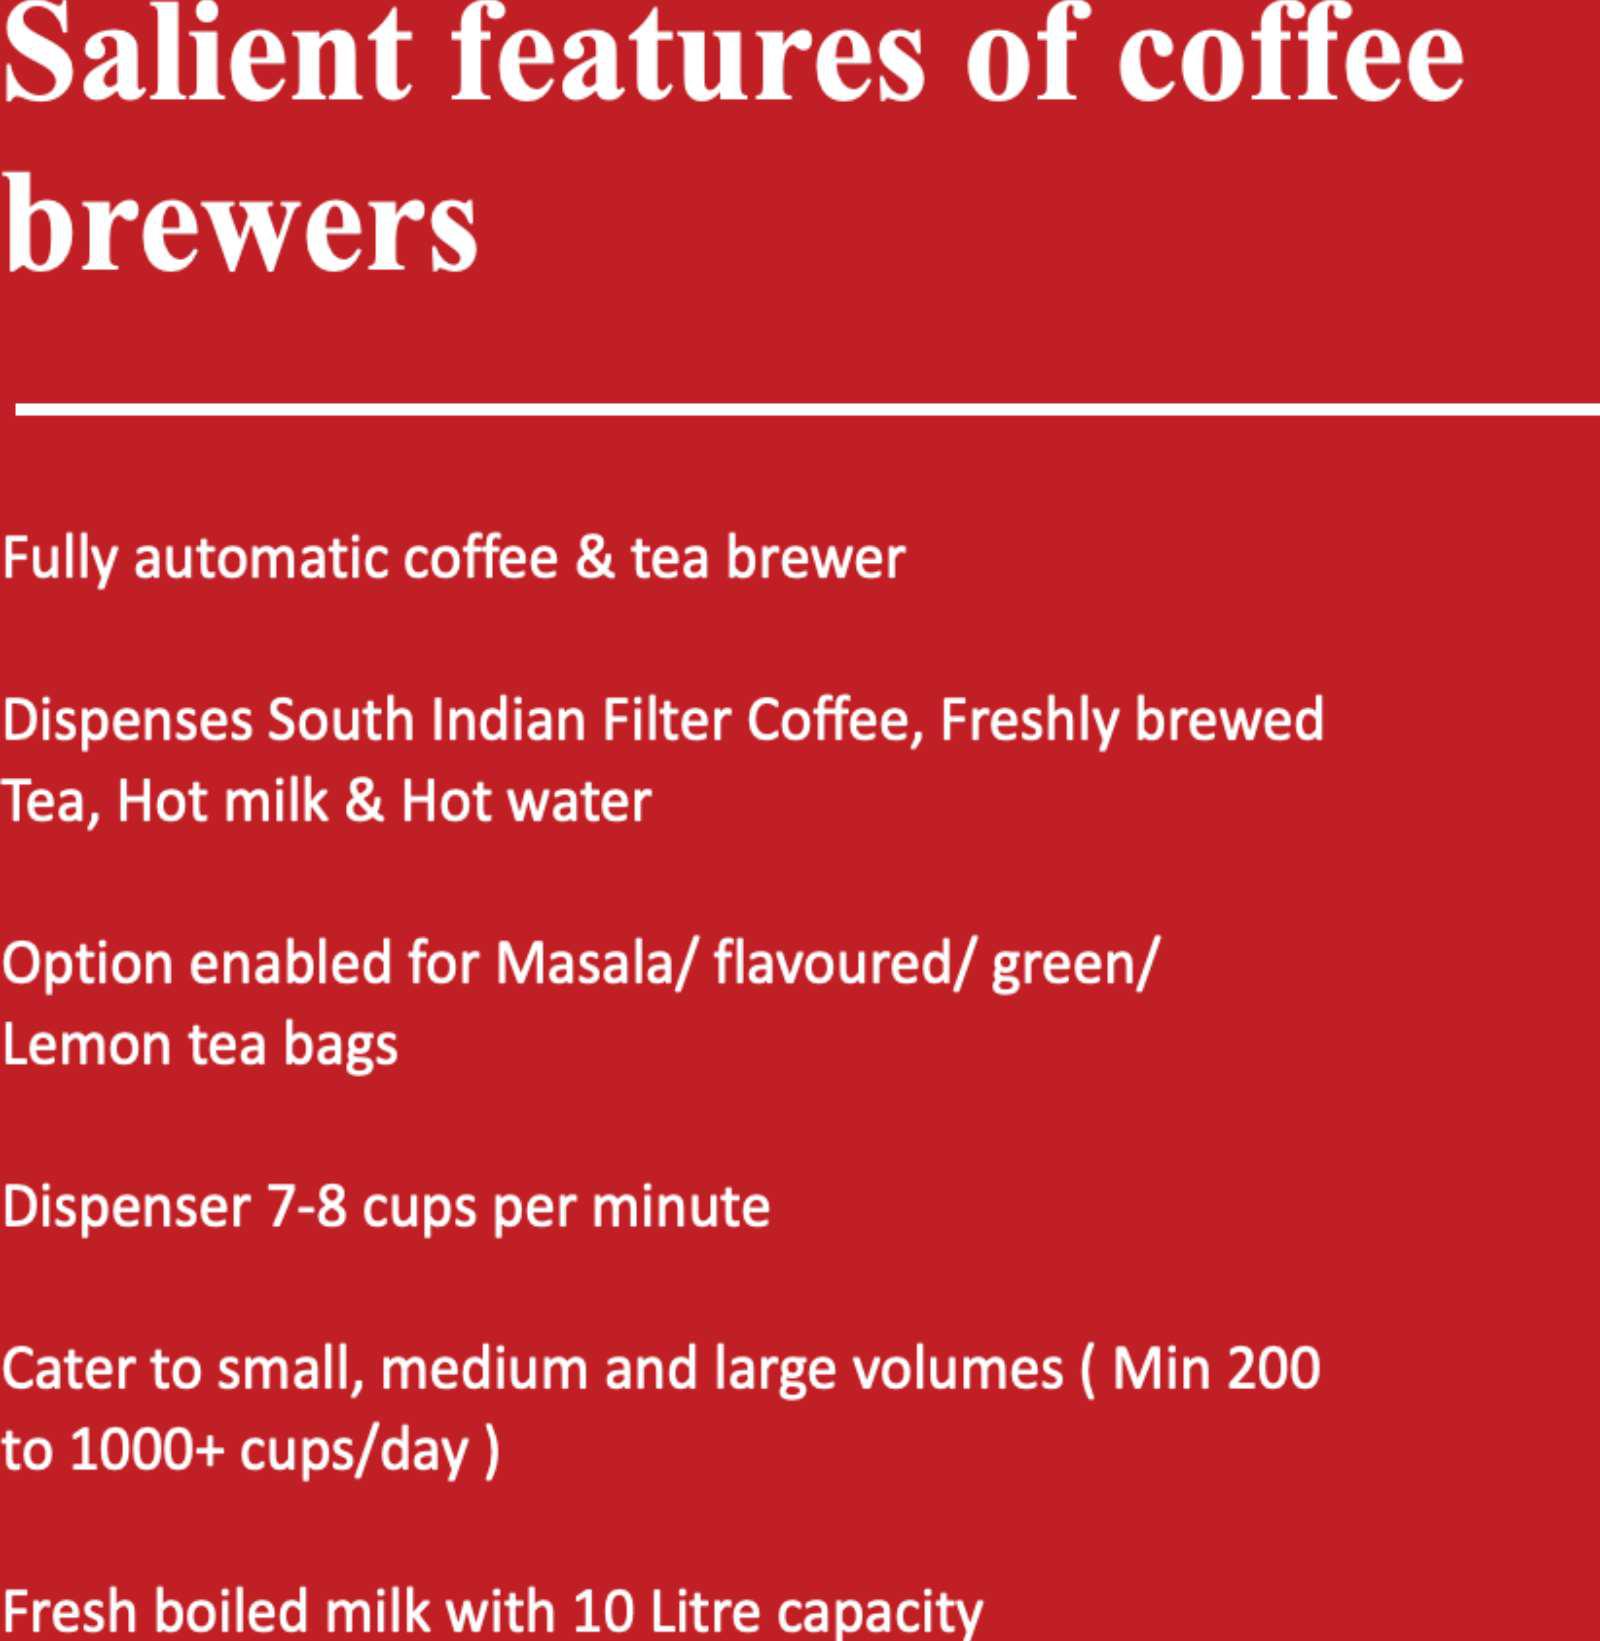 Salient features of coffee
brewers
Fully automatic coffee & tea brewer
Dispenses South Indian Filter Coffee, Freshly brewed
Tea, Hot milk & Hot water
Option enabled for Masala/ flavoured/ green/
Lemon tea bags
Dispenser 7-8 cups per minute
Cater to small, medium and large volumes ( Min 200
to 1000+ cups/day )
Fresh boiled milk with 10 Litre capacity